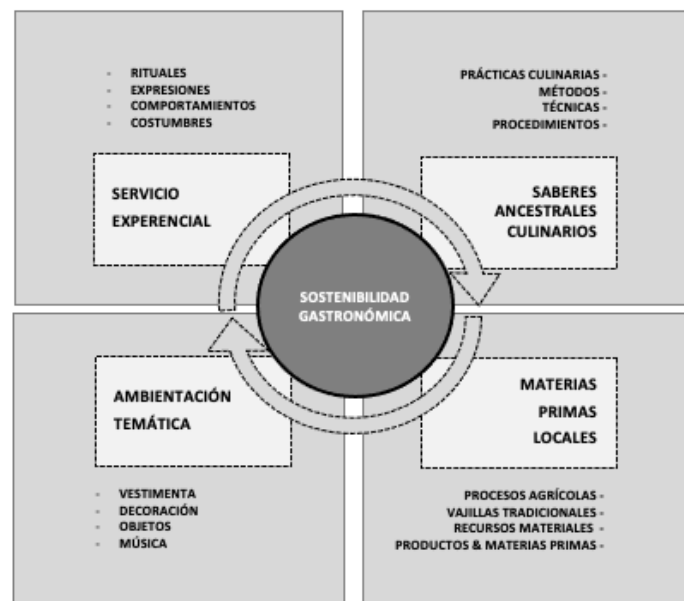 - RITUALES
- EXPRESIONES
- COMPORTAMIENTOS
- COSTUMBRES
SERVICIO
EXPERENCIAL
PRÁCTICAS CULINARIAS -
MÉTODOS -
TÉCNICAS -
PROCEDIMIENTOS -
SABERES
ANCESTRALES
CULINARIOS
SOSTENIBILIDAD
GASTRONÓMICA
AMBIENTACIÓN
TEMÁTICA
- VESTIMENTA
- DECORACIÓN
- OBJETOS
- MÚSICA
MATERIAS
PRIMAS
LOCALES
PROCESOS AGRÍCOLAS -
VAJILLAS TRADICIONALES -
RECURSOS MATERIALES -
PRODUCTOS & MATERIAS PRIMAS -